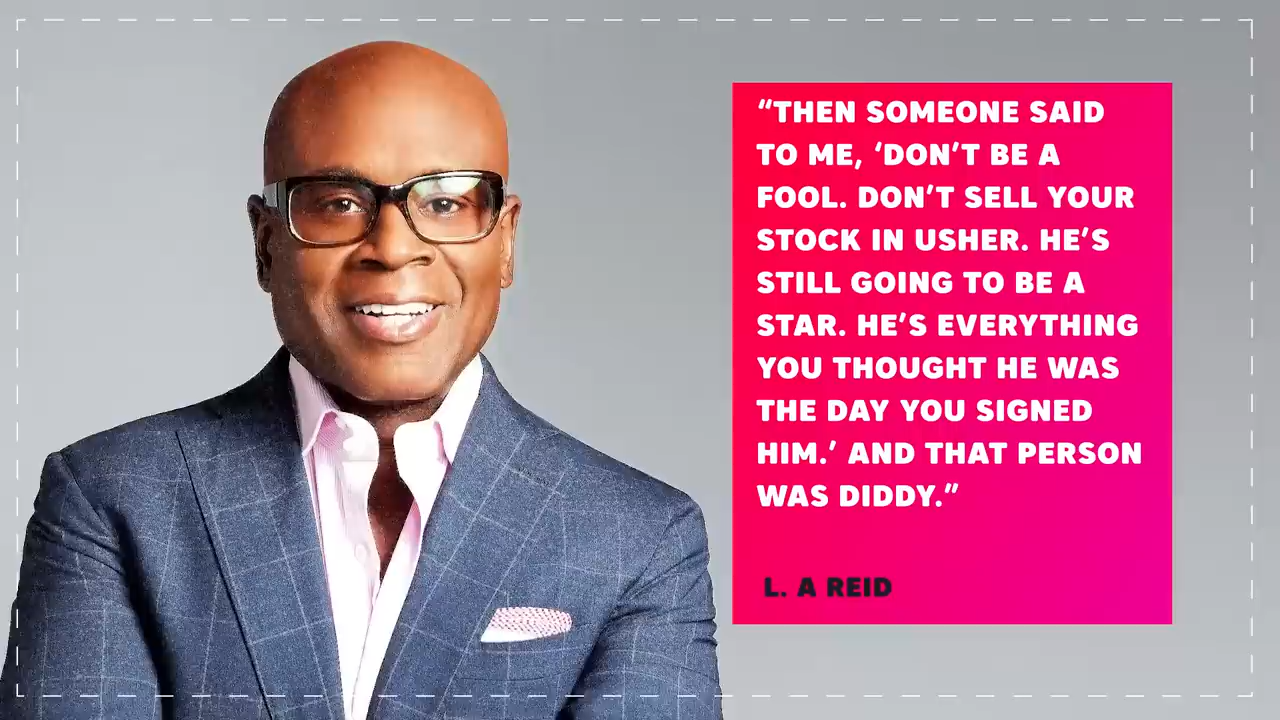 “THEN SOMEONE SAID
TO ME, ‘DON’T BE A
FOOL. DON’T SELL YOUR
STOCK IN USHER. HE’S
STILL GOING TO BE A
STAR. HE’S EVERYTHING
YOU THOUGHT HE WAS
THE DAY YOU SIGNED
HIM.’ AND THAT PERSON
WAS DIDDY.”
L. A REID